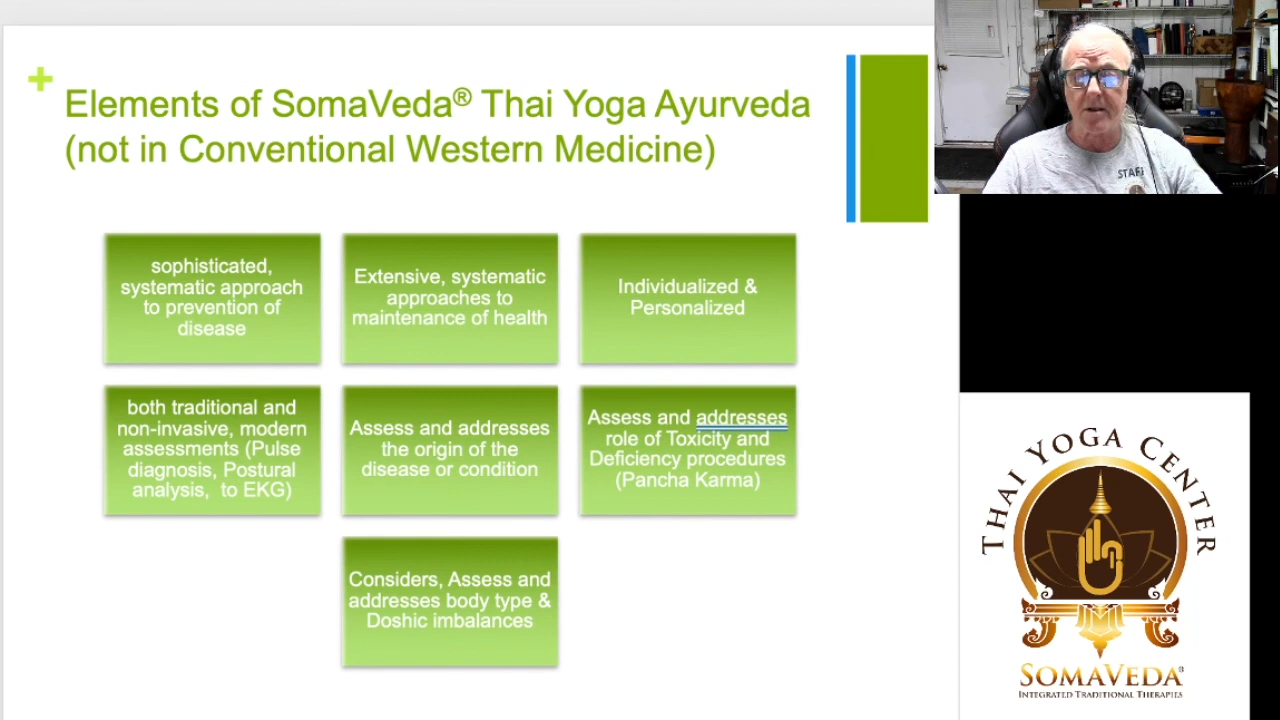 +
Elements of SomaVeda® Thai Yoga Ayurveda
(not in Conventional Western Medicine)
sophisticated,
systematic approach
to prevention of
disease
Extensive, systematic
approaches to
maintenance of health
Individualized &
Personalized
both traditional and
non-invasive, modern
assessments (Pulse
diagnosis, Postural
analysis,  to EKG)
Assess and addresses
the origin of the
disease or condition
Assess and addresses
role of Toxicity and
Deficiency procedures
(Pancha Karma)
Considers, Assess and
addresses body type &
Doshic imbalances
STAFF
THAI YOGA CENTER
SOMAVEDA®
INTEGRATED TRADITIONAL THERAPIES